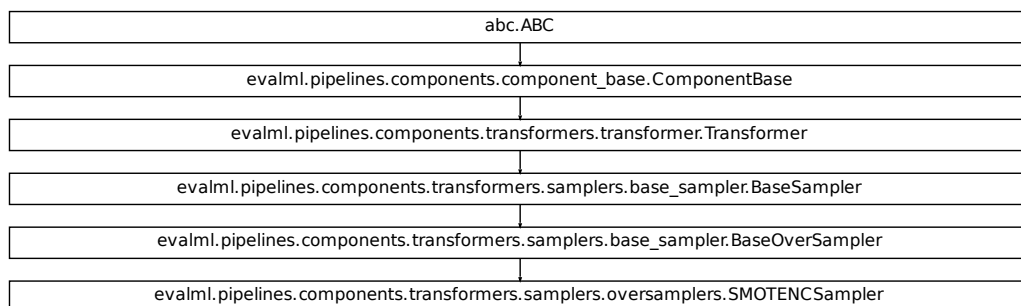 abc.ABC
evalml.pipelines.components.component_base.ComponentBase
evalml.pipelines.components.transformers.transformer.Transformer
evalml.pipelines.components.transformers.samplers.base_sampler.BaseSampler
evalml.pipelines.components.transformers.samplers.base_sampler.BaseOverSampler
evalml.pipelines.components.transformers.samplers.oversamplers.SMOTENCSampler